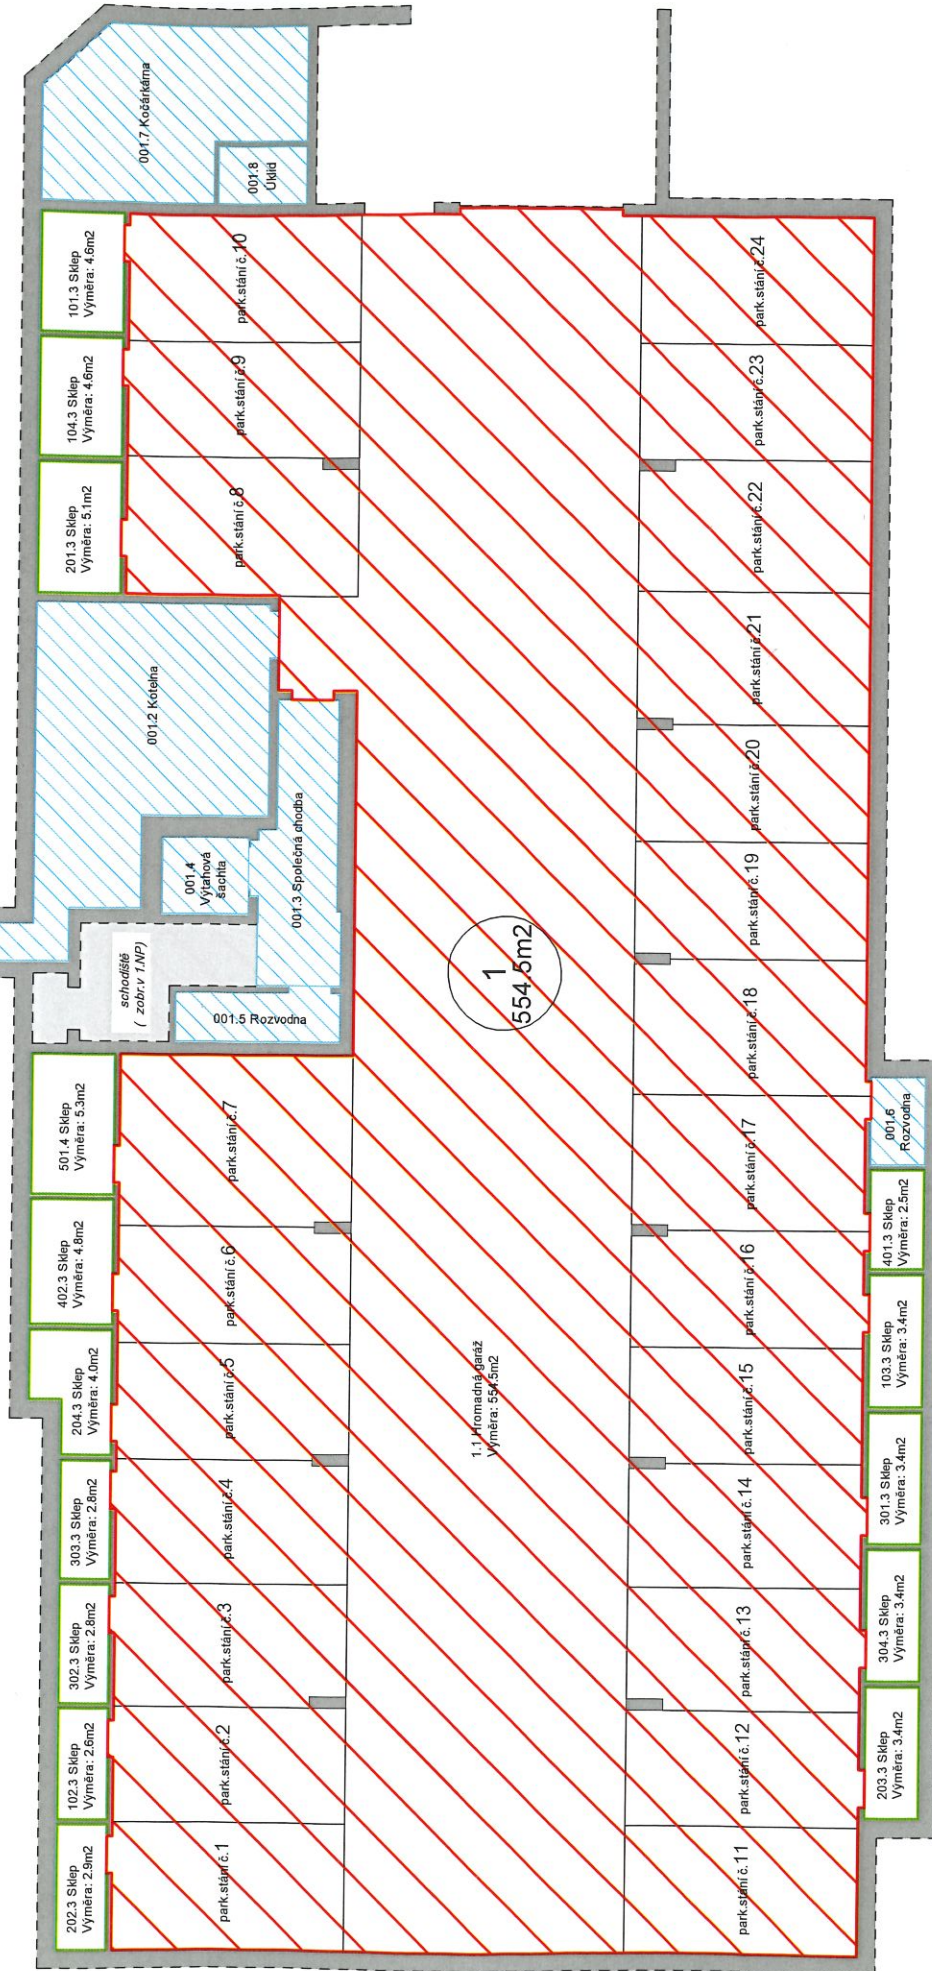 001.7 Kočárkárna
001.8
Úklid
101.3 Sklep
Výměra: 4.6m2
104.3 Sklep
Výměra: 4.6m2
201.3 Sklep
Výměra: 5.1m2
park.stání č.10
park.stání č.9
park.stání č.8
001.2 Kotelna
001.4
Výtahová
šachta
001.3 Společná chodba
schodiště
( zobr.v 1.NP)
001.5 Rozvodna
501.4 Sklep
Výměra: 5.3m2
402.3 Sklep
Výměra: 4.8m2
204.3 Sklep
Výměra: 4.0m2
303.3 Sklep
Výměra: 2.8m2
302.3 Sklep
Výměra: 2.8m2
102.3 Sklep
Výměra: 2.6m2
202.3 Sklep
Výměra: 2.9m2
park.stání č.7
park.stání č.6
park.stání č.5
park.stání č.4
park.stání č.3
park.stání č.2
park.stání č.1
1
554.5m2
1.1 Hromadná garáž
Výměra: 554.5m2
park.stání č.24
park.stání č.23
park.stání č.22
park.stání č.21
park.stání č.20
park.stání č.19
park.stání č.18
park.stání č.17
park.stání č.16
park.stání č.15
park.stání č.14
park.stání č.13
park.stání č.12
park.stání č.11
001.6
Rozvodna
401.3 Sklep
Výměra: 2.5m2
103.3 Sklep
Výměra: 3.4m2
301.3 Sklep
Výměra: 3.4m2
304.3 Sklep
Výměra: 3.4m2
203.3 Sklep
Výměra: 3.4m2